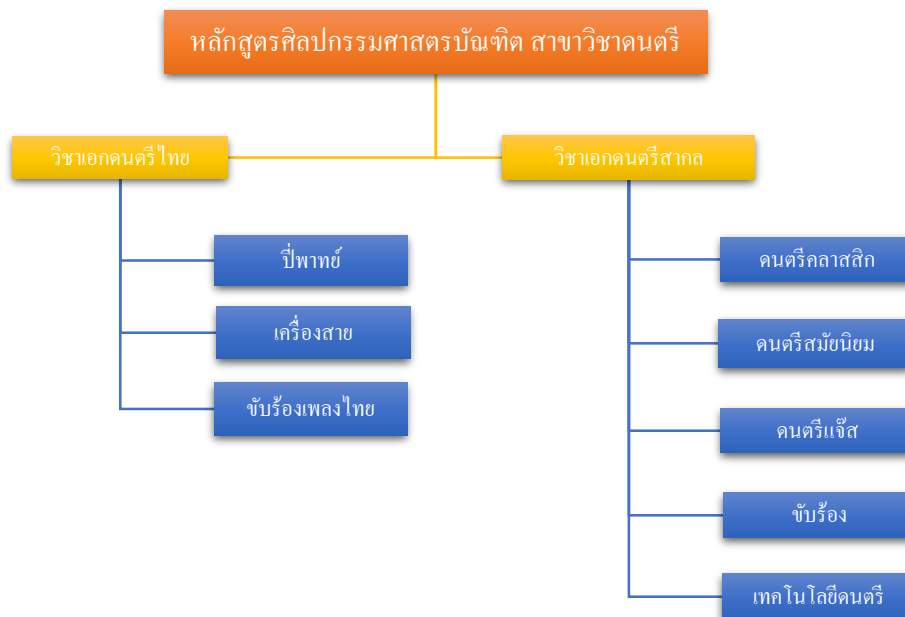 หลักสูตรศิลปกรรมศาสตรบัณฑิต สาขาวิชาดนตรี
วิชาเอกดนตรีไทย
วิชาเอกดนตรีสากล
ปี่พาทย์
เครื่องสาย
ขับร้องเพลงไทย
ดนตรีคลาสสิก
ดนตรีสมัยนิยม
ดนตรีแจ๊ส
ขับร้อง
เทคโนโลยีดนตรี